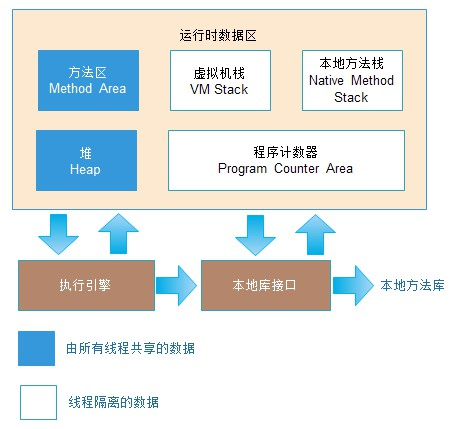 运行时数据区
方法区
Method Area
虚拟机栈
VM Stack
本地方法栈
Native Method
Stack
堆
Heap
程序计数器
Program Counter Area
执行引擎
本地库接口
本地方法库
由所有线程共享的数据
线程隔离的数据